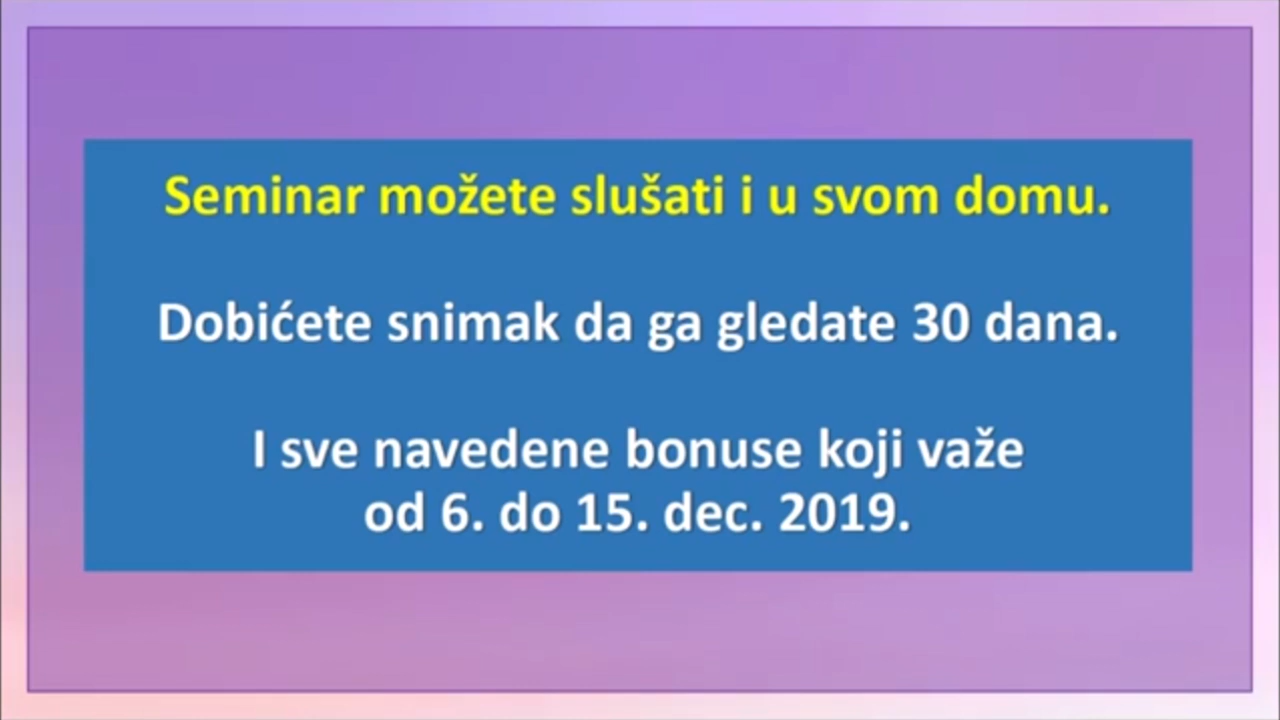 Seminar možete slušati i u svom domu.
Dobićete snimak da ga gledate 30 dana.
I sve navedene bonuse koji važe
od 6. do 15. dec. 2019.